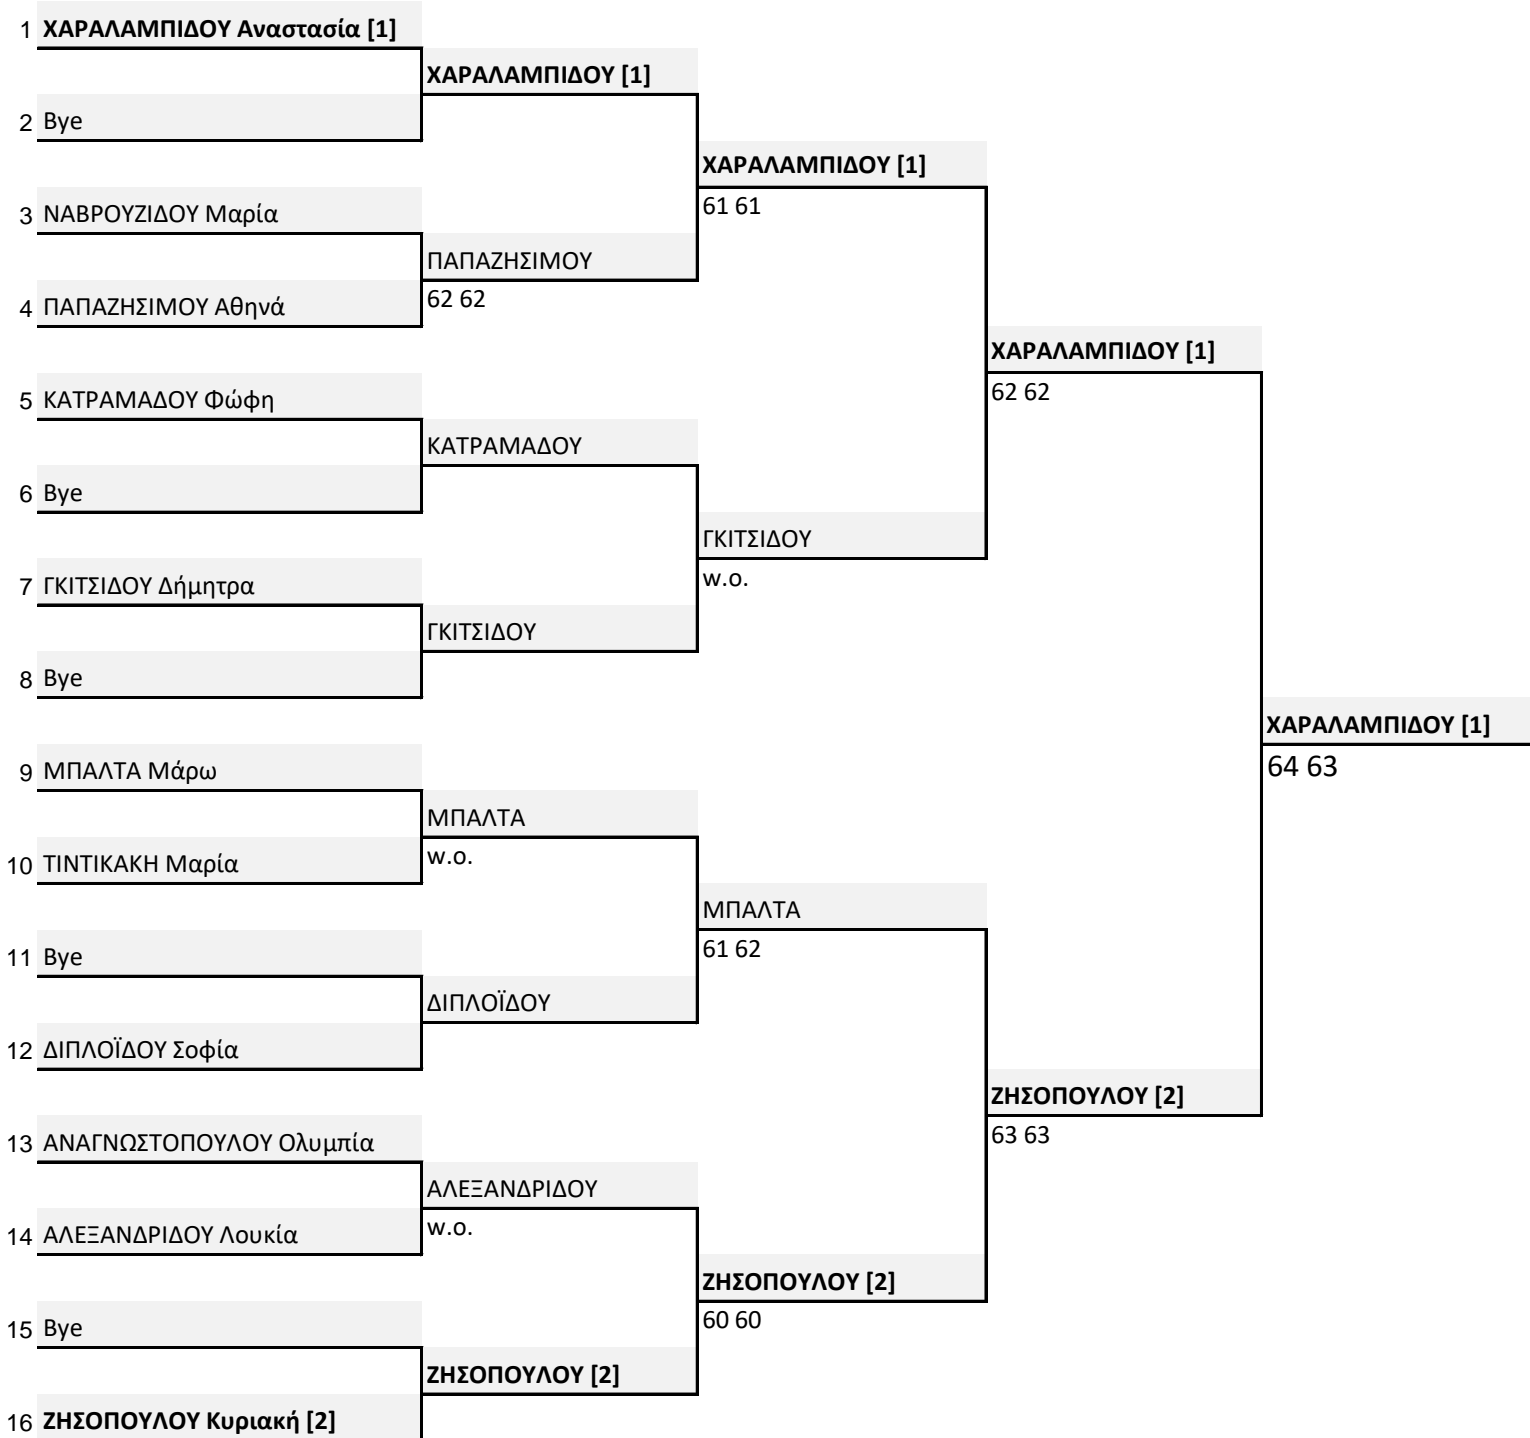 1 ΧΑΡΑΛΑΜΠΙΔΟΥ Αναστασία [1]
ΧΑΡΑΛΑΜΠΙΔΟΥ [1]
2 Bye
ΧΑΡΑΛΑΜΠΙΔΟΥ [1]
61 61
3 ΝΑΒΡΟΥΖΙΔΟΥ Μαρία
ΠΑΠΑΖΗΣΙΜΟΥ
62 62
4 ΠΑΠΑΖΗΣΙΜΟΥ Αθηνά
ΧΑΡΑΛΑΜΠΙΔΟΥ [1]
62 62
5 ΚΑΤΡΑΜΑΔΟΥ Φώφη
ΚΑΤΡΑΜΑΔΟΥ
6 Bye
ΓΚΙΤΣΙΔΟΥ
w.o.
7 ΓΚΙΤΣΙΔΟΥ Δήμητρα
ΓΚΙΤΣΙΔΟΥ
8 Bye
ΧΑΡΑΛΑΜΠΙΔΟΥ [1]
64 63
9 ΜΠΑΛΤΑ Μάρω
ΜΠΑΛΤΑ
w.o.
10 ΤΙΝΤΙΚΑΚΗ Μαρία
ΜΠΑΛΤΑ
61 62
11 Bye
ΔΙΠΛΟΪΔΟΥ
12 ΔΙΠΛΟΪΔΟΥ Σοφία
ΖΗΣΟΠΟΥΛΟΥ [2]
63 63
13 ΑΝΑΓΝΩΣΤΟΠΟΥΛΟΥ Ολυμπία
ΑΛΕΞΑΝΔΡΙΔΟΥ
w.o.
14 ΑΛΕΞΑΝΔΡΙΔΟΥ Λουκία
ΖΗΣΟΠΟΥΛΟΥ [2]
60 60
15 Bye
ΖΗΣΟΠΟΥΛΟΥ [2]
16 ΖΗΣΟΠΟΥΛΟΥ Κυριακή [2]